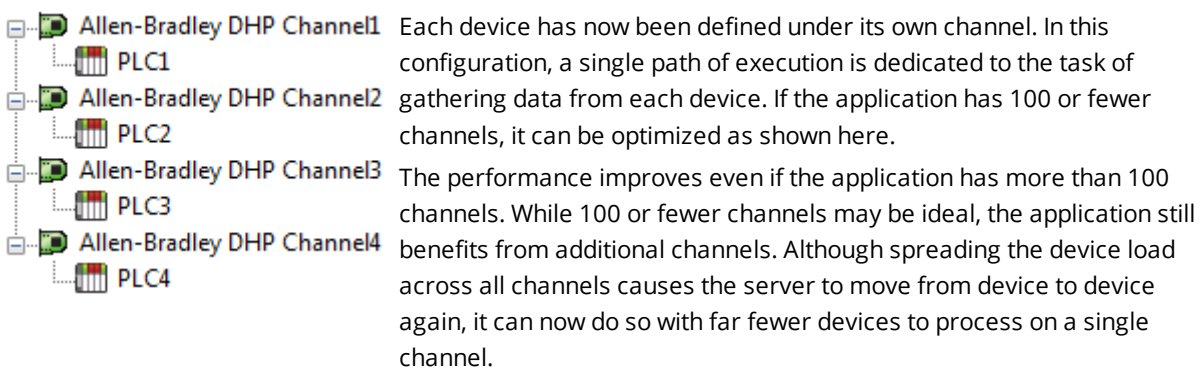 Allen-Bradley DHP Channel1
PLC1
Allen-Bradley DHP Channel2
PLC2
Allen-Bradley DHP Channel3
PLC3
Allen-Bradley DHP Channel4
PLC4
Each device has now been defined under its own channel. In this
configuration, a single path of execution is dedicated to the task of
gathering data from each device. If the application has 100 or fewer
channels, it can be optimized as shown here.
The performance improves even if the application has more than 100
channels. While 100 or fewer channels may be ideal, the application still
benefits from additional channels. Although spreading the device load
across all channels causes the server to move from device to device
again, it can now do so with far fewer devices to process on a single
channel.